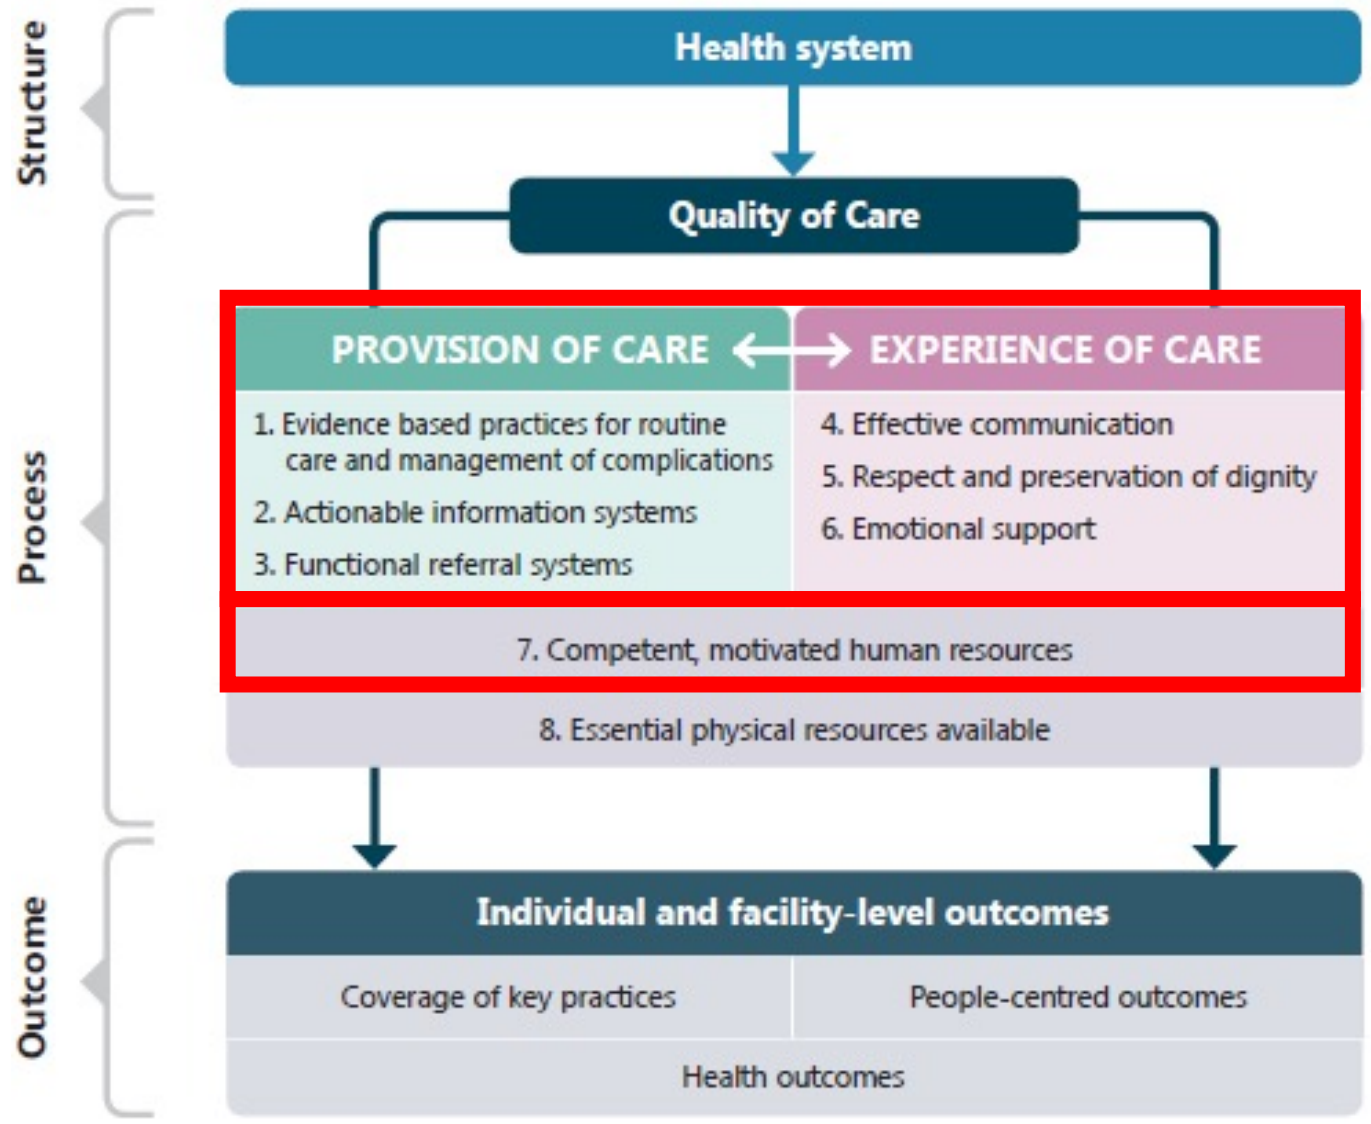 Structure
Health system
Quality of Care
Process
PROVISION OF CARE
1. Evidence based practices for routine
care and management of complications
2. Actionable information systems
3. Functional referral systems
EXPERIENCE OF CARE
4. Effective communication
5. Respect and preservation of dignity
6. Emotional support
7. Competent, motivated human resources
8. Essential physical resources available
Outcome
Individual and facility-level outcomes
Coverage of key practices
People-centred outcomes
Health outcomes